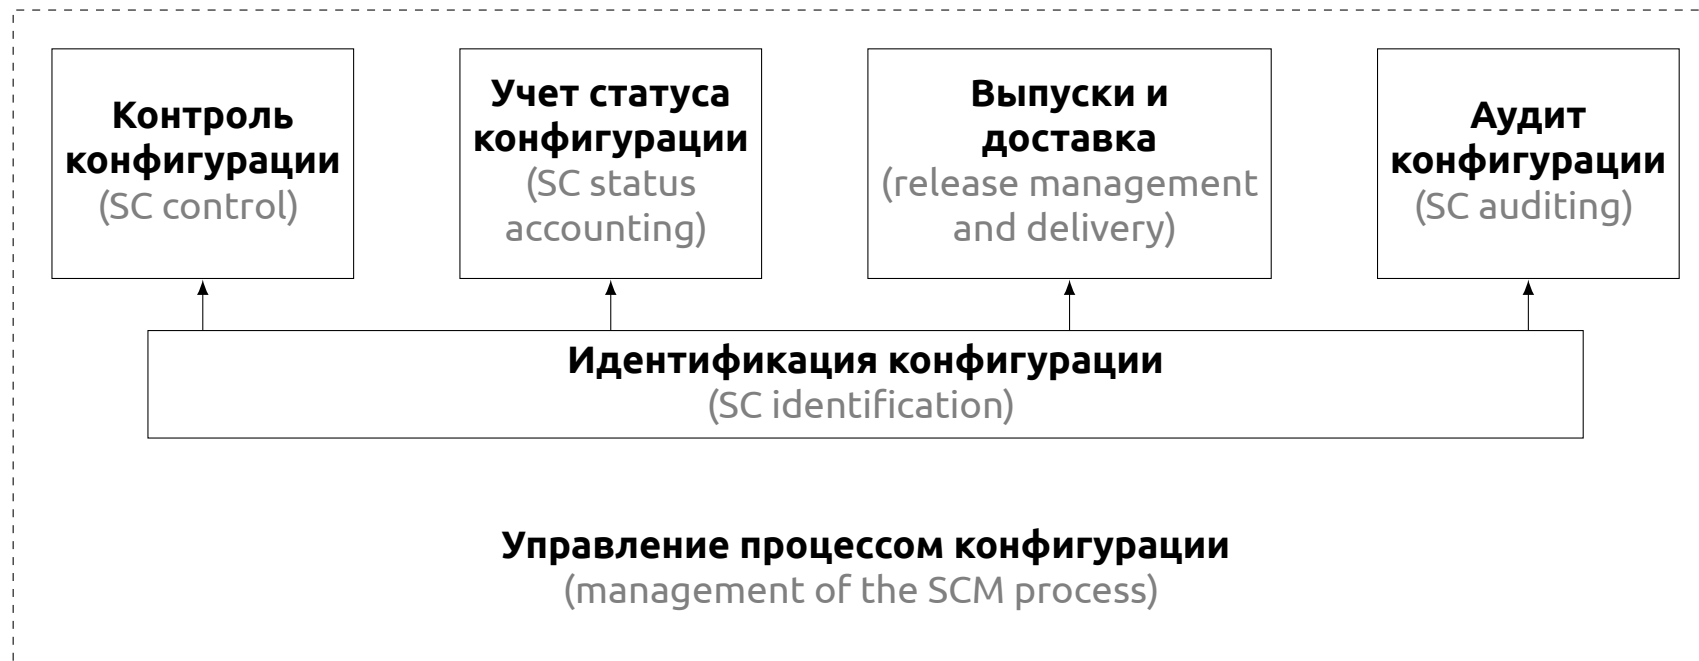 Контроль
конфигурации
(SC control)
Учет статуса
конфигурации
(SC status
accounting)
Выпуски и
доставка
(release management
and delivery)
Аудит
конфигурации
(SC auditing)
Идентификация конфигурации
(SC identification)
Управление процессом конфигурации
(management of the SCM process)